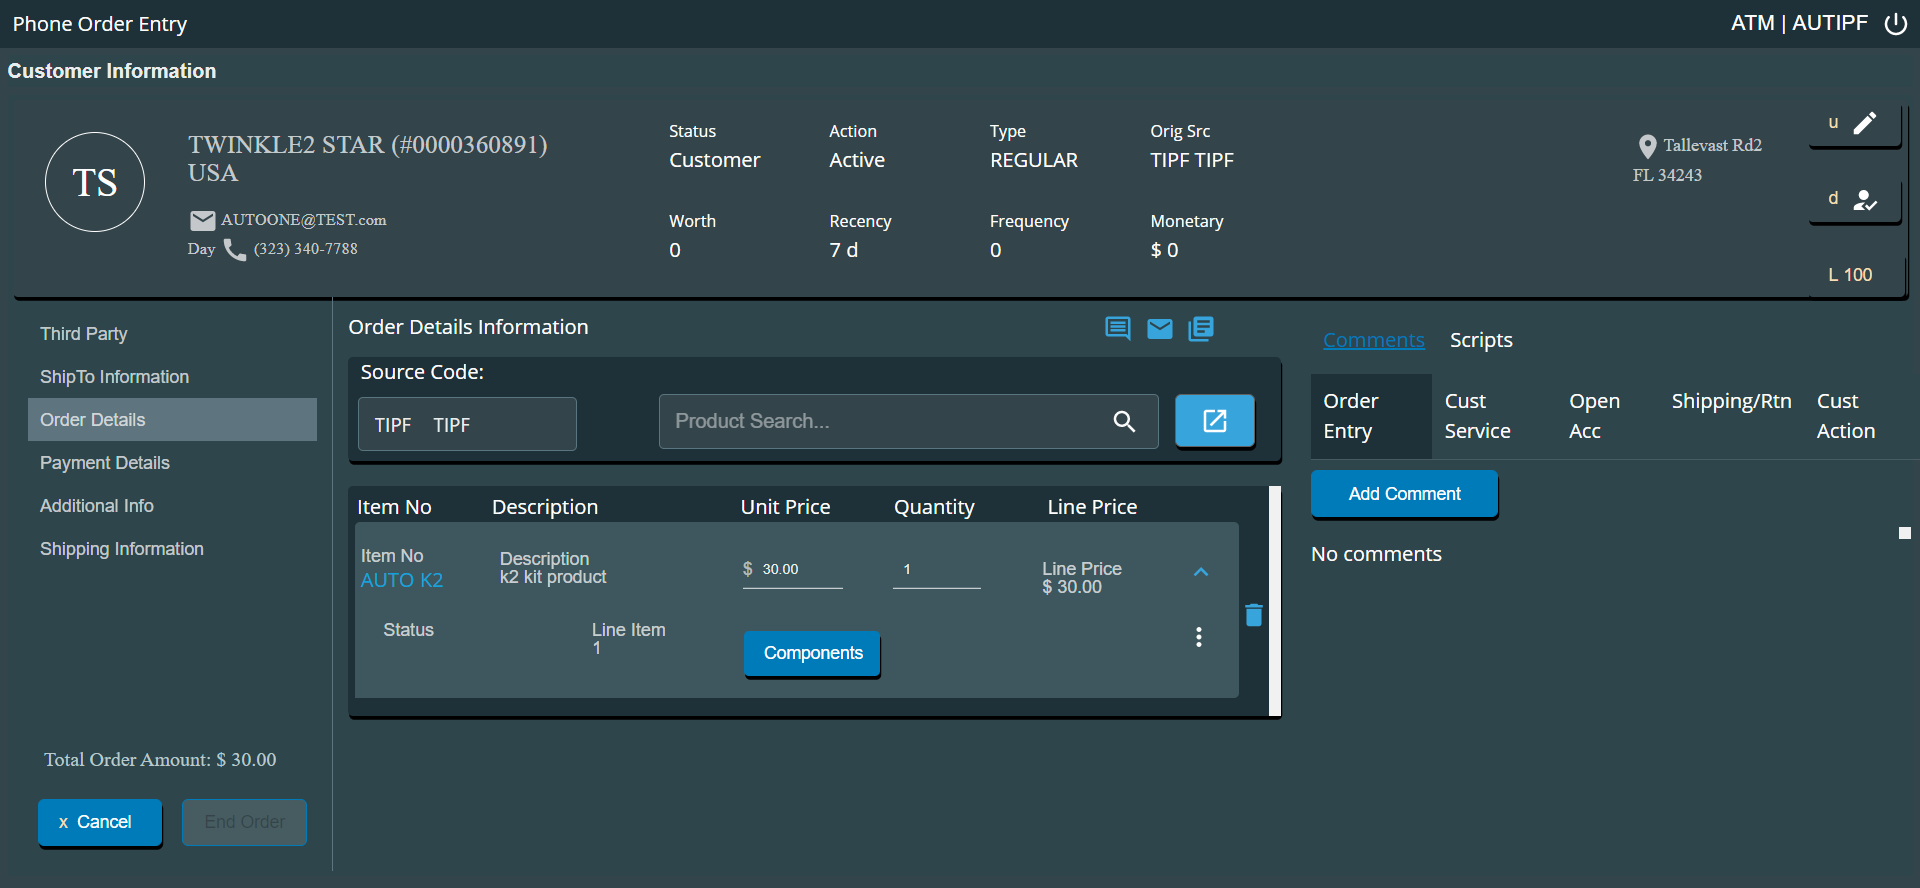 Phone Order Entry
ATM | AUTIPF
Customer Information
TS
TWINKLE2 STAR (#0000360891)
USA
AUTOONE@TEST.com
Day (323) 340-7788
Status
Customer
Action
Active
Type
REGULAR
Orig Src
TIPF TIPF
Worth
0
Recency
7 d
Frequency
0
Monetary
$ 0
Tallevast Rd2
FL 34243
u
d
L 100
Third Party
ShipTo Information
Order Details
Payment Details
Additional Info
Shipping Information
Total Order Amount: $ 30.00
x Cancel
End Order
Order Details Information
Source Code:
TIPF TIPF
Product Search...
Item No Description Unit Price Quantity Line Price
Item No
AUTO K2
Description
k2 kit product
$ 30.00
1
Line Price
$ 30.00
Status
Line Item
1
Components
Comments Scripts
Order
Entry
Cust
Service
Open
Acc
Shipping/Rtn
Cust
Action
Add Comment
No comments